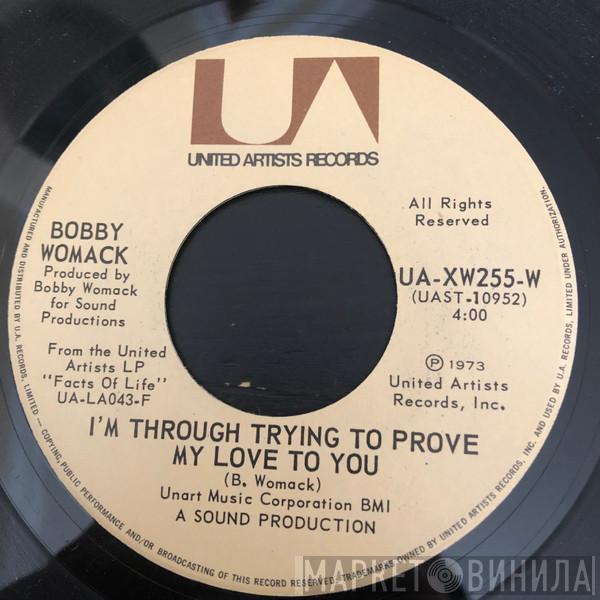 UA
UNITED ARTISTS RECORDS
BOBBY
WOMACK
Produced by
Bobby Womack
for Sound
Productions
From the United
Artists LP
"Facts Of Life"
UA-LA043-F
All Rights
Reserved
UA-XW255-W
(UAST-10952)
4:00
Ⓟ 1973
United Artists
Records, Inc.
I'M THROUGH TRYING TO PROVE
MY LOVE TO YOU
(B. Womack)
Unart Music Corporation BMI
A SOUND PRODUCTION
MANUFACTURED AND DISTRIBUTED BY U.A. RECORDS, LIMITED — COPYING, PUBLIC PERFORMANCE AND/OR BROADCASTING OF THIS RECORD RESERVED. TRADEMARKS OWNED BY UNITED ARTISTS RECORDS, INC. AND USED BY U.A. RECORDS, LIMITED UNDER AUTHORIZATION.
МАРКЕТ ВИНИЛА